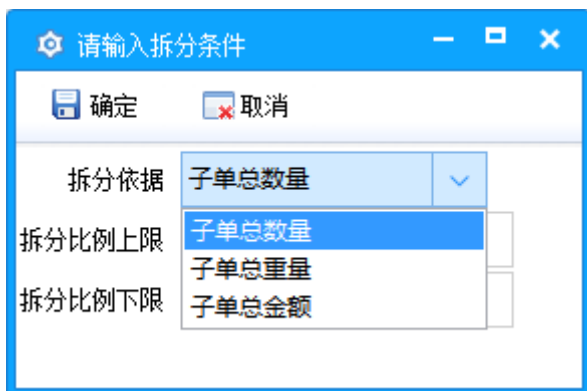 请输入拆分条件
确定 取消
拆分依据 子单总数量
子单总数量
拆分比例上限
子单总重量
拆分比例下限 子单总金额